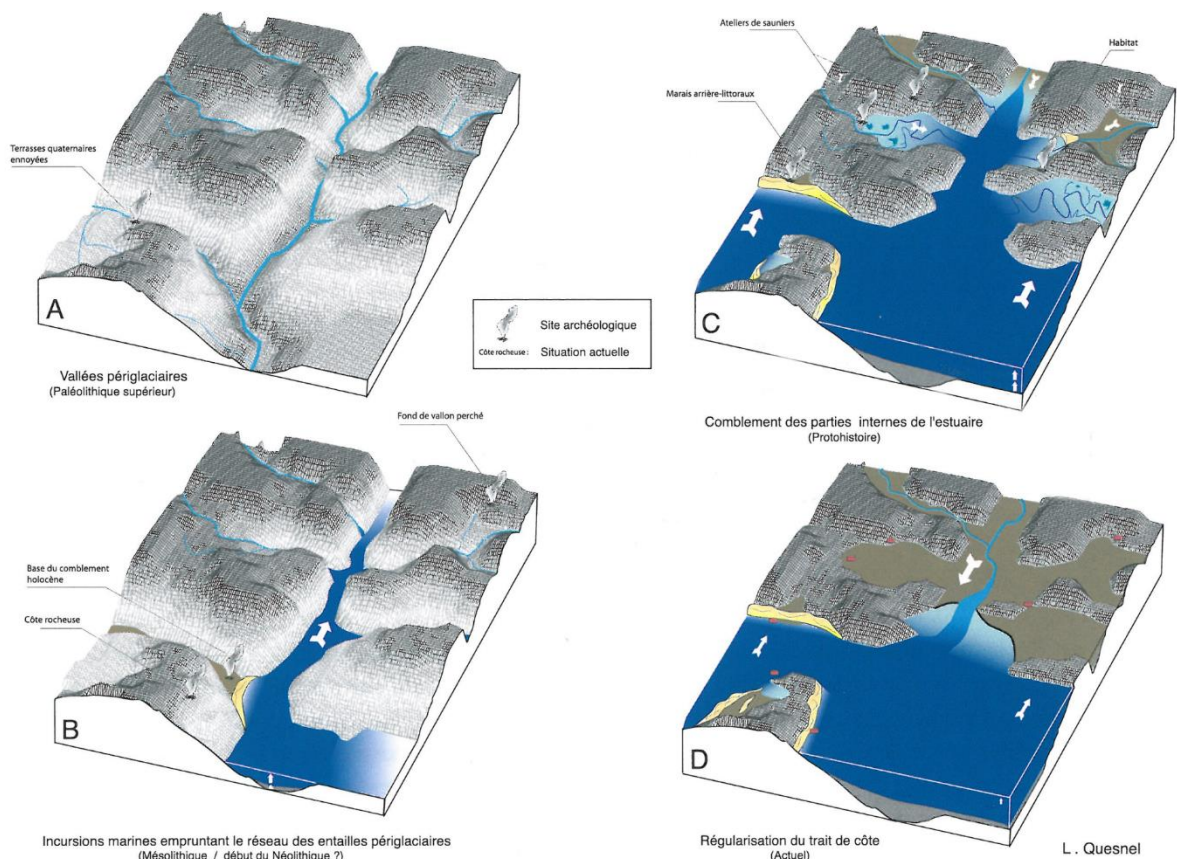 Terrasses quaternaires
ennoyées
A
Vallées périglaciaires
(Paléolithique supérieur)
Site archéologique
Côte rocheuse :
Situation actuelle
Ateliers de sauniers
Habitat
Marais arrière-littoraux
C
Comblement des parties internes de l'estuaire
(Protohistoire)
Fond de vallon perché
Base du comblement
holocène
Côte rocheuse
B
Incursions marines empruntant le réseau des entailles périglaciaires
(Mésolithique / début du Néolithique ?)
D
Régularisation du trait de côte
(Actuel)
L . Quesnel